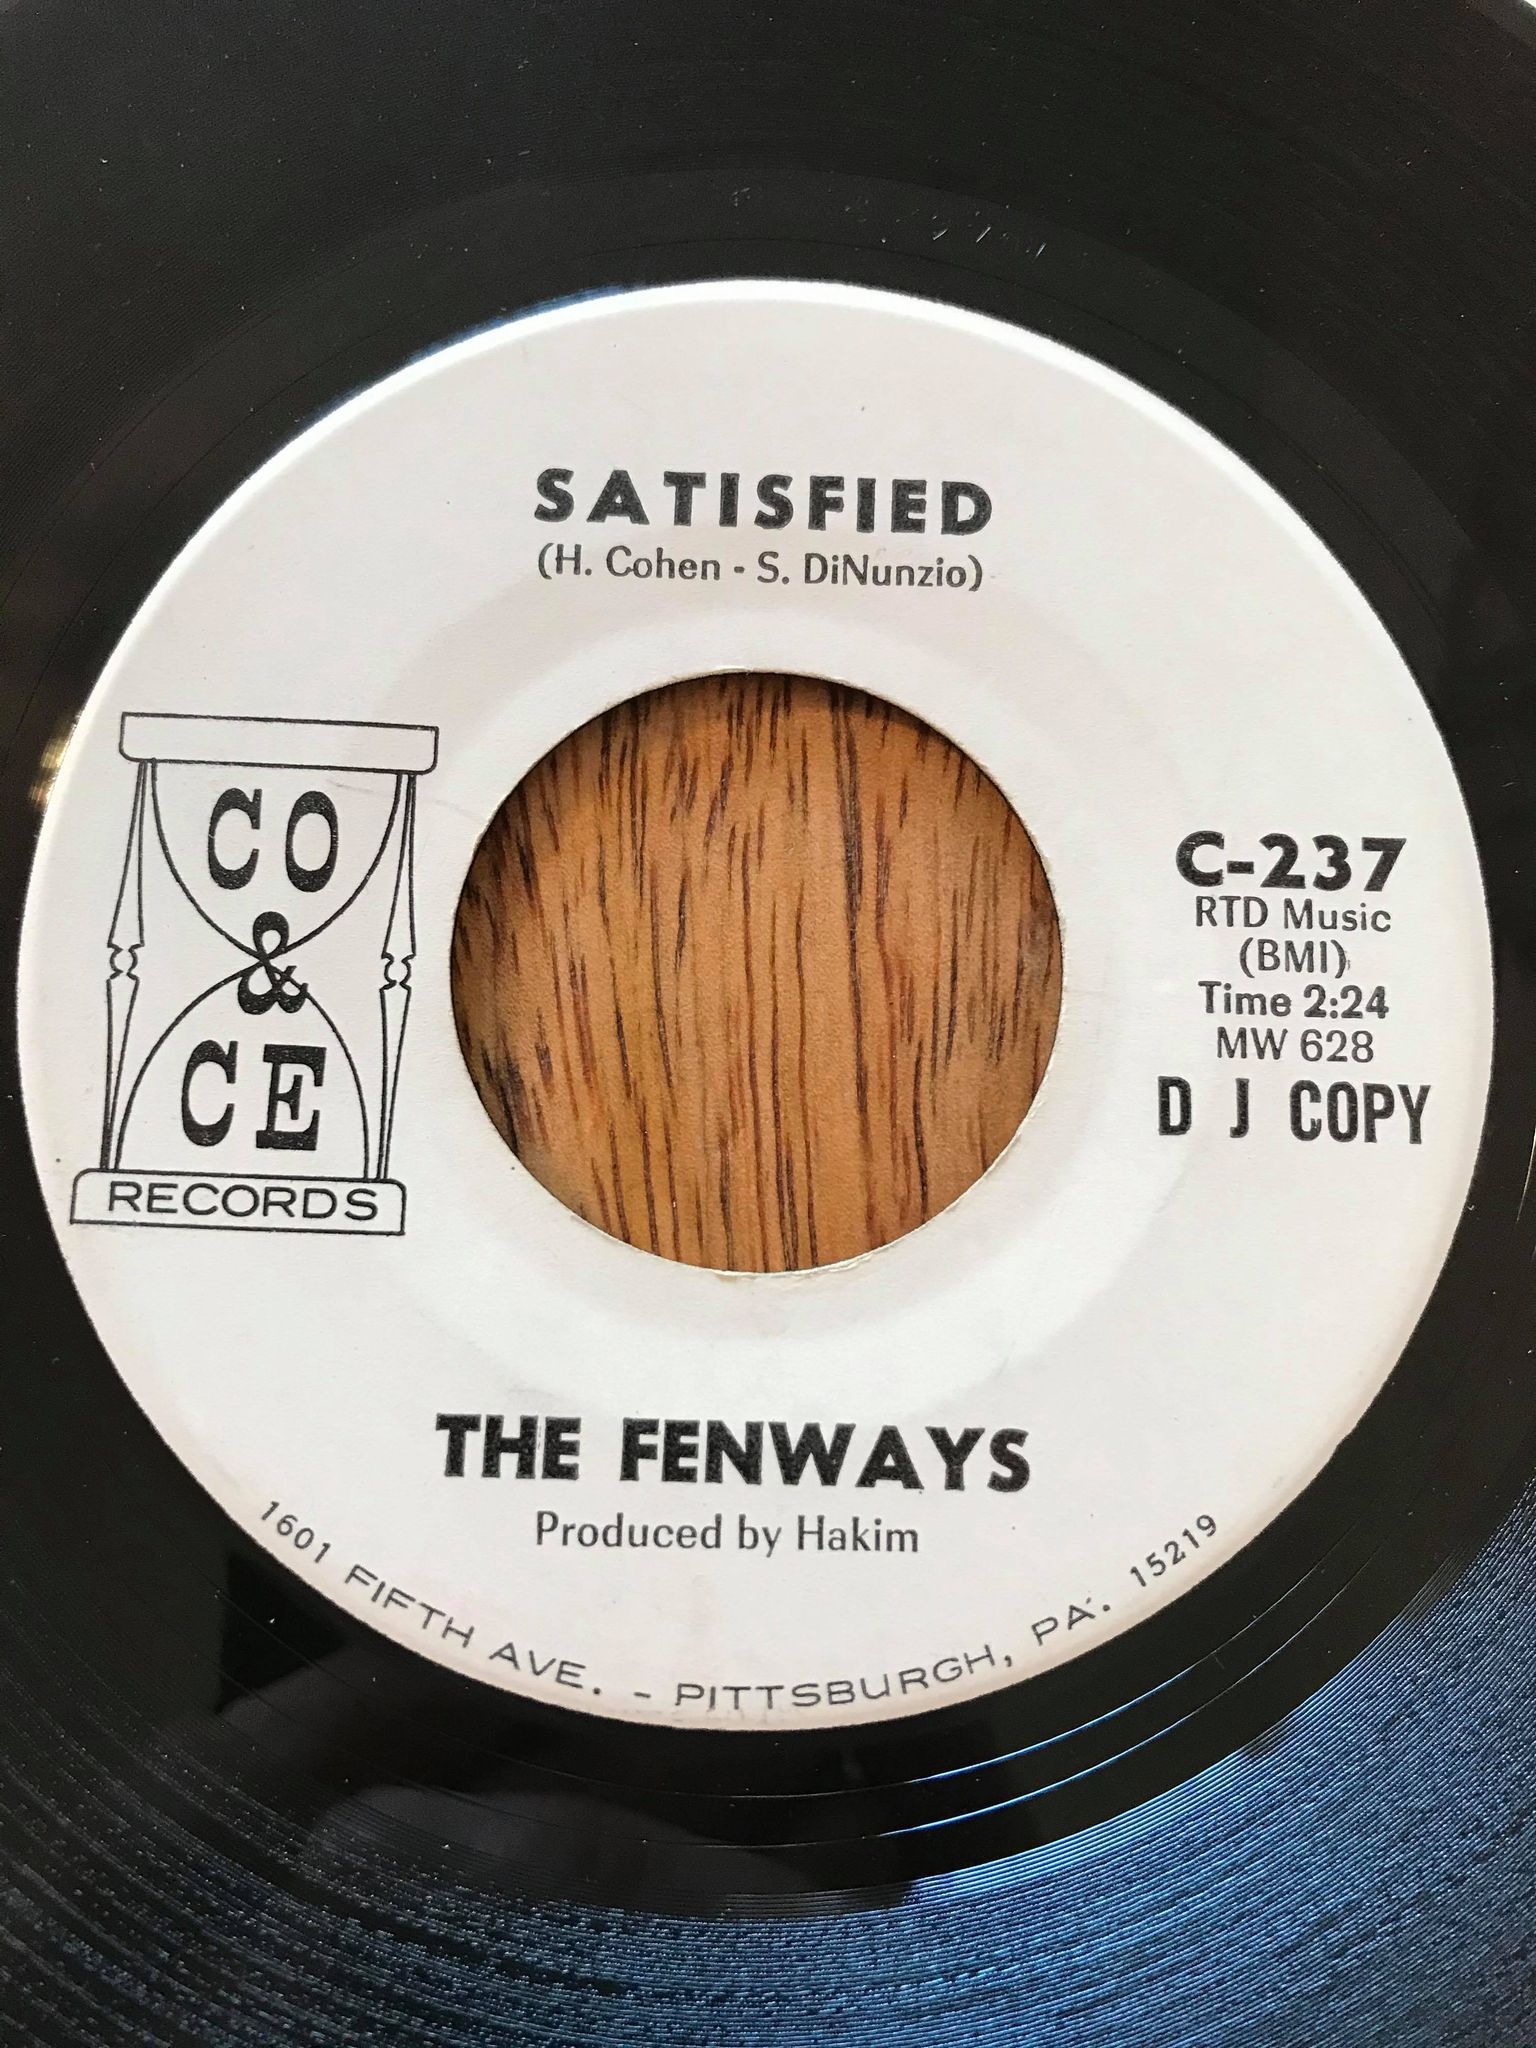 SATISFIED
(H. Cohen - S. DiNunzio)
CO
&
CE
RECORDS
C-237
RTD Music
(BMI)
Time 2:24
MW 628
D J COPY
THE FENWAYS
Produced by Hakim
1601 FIFTH AVE. - PITTSBURGH, PA. 15219